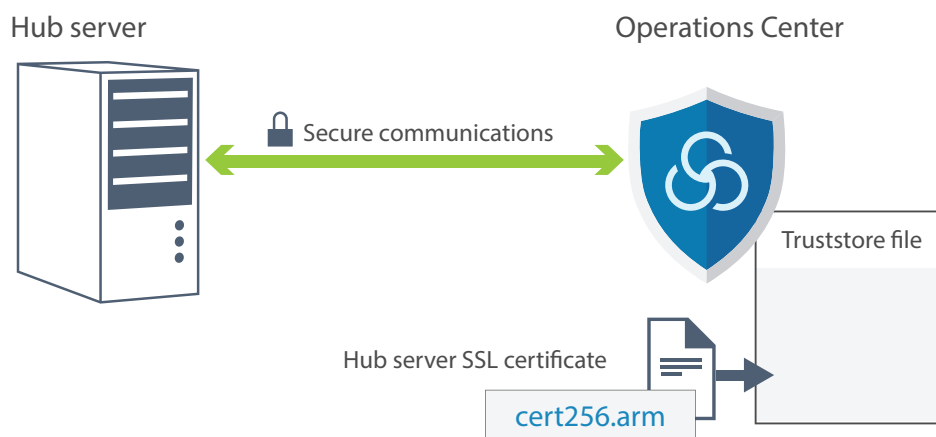 Hub server
Operations Center
Secure communications
Truststore file
Hub server SSL certificate
cert256.arm